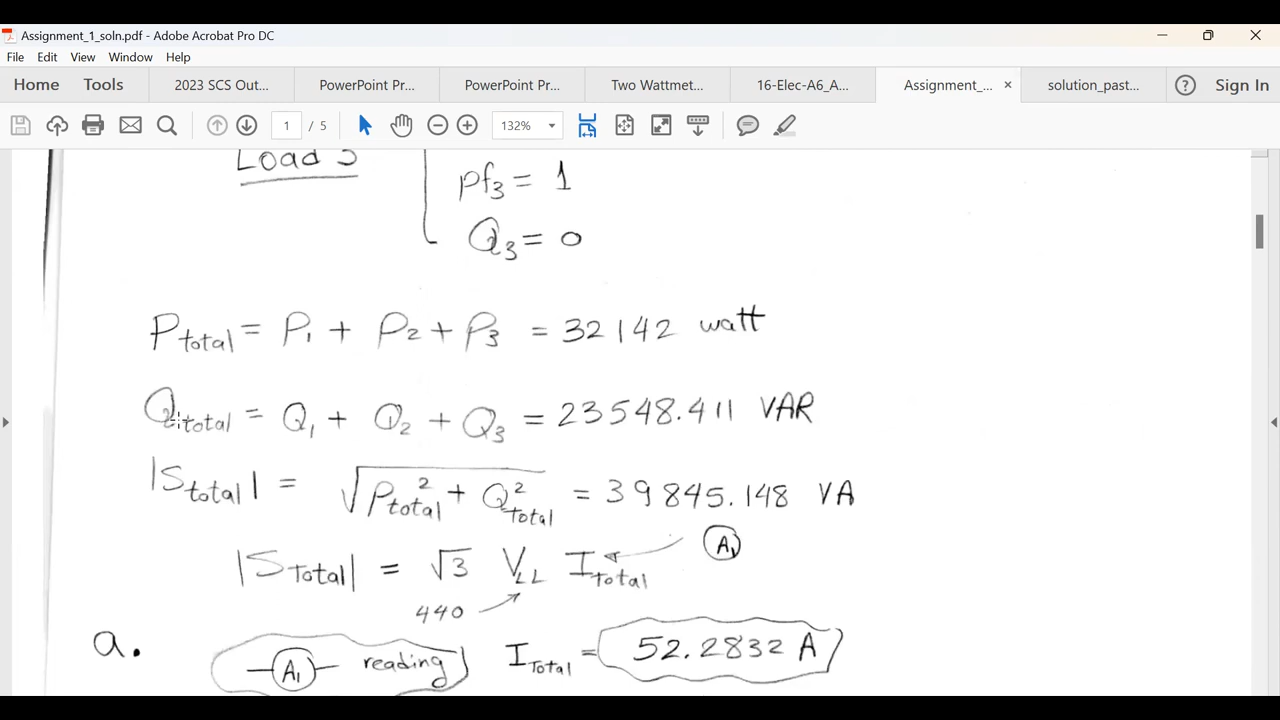 Assignment_1_soln.pdf - Adobe Acrobat Pro DC
File Edit View Window Help
Home Tools 2023 SCS Out... PowerPoint Pr... PowerPoint Pr... Two Wattmet... 16-Elec-A6_A... Assignment_... × solution_past... Sign In
1 / 5 132%
Load 3
pf3 = 1
Q3 = 0
Ptotal = P1 + P2 + P3 = 32142 watt
Qtotal = Q1 + Q2 + Q3 = 23548.411 VAR
|Stotal| = √Ptotal² + Q²Total = 39845.148 VA
A1
|STotal| = √3 VLL ITotal
440
a. A1 reading ITotal = 52.2832 A